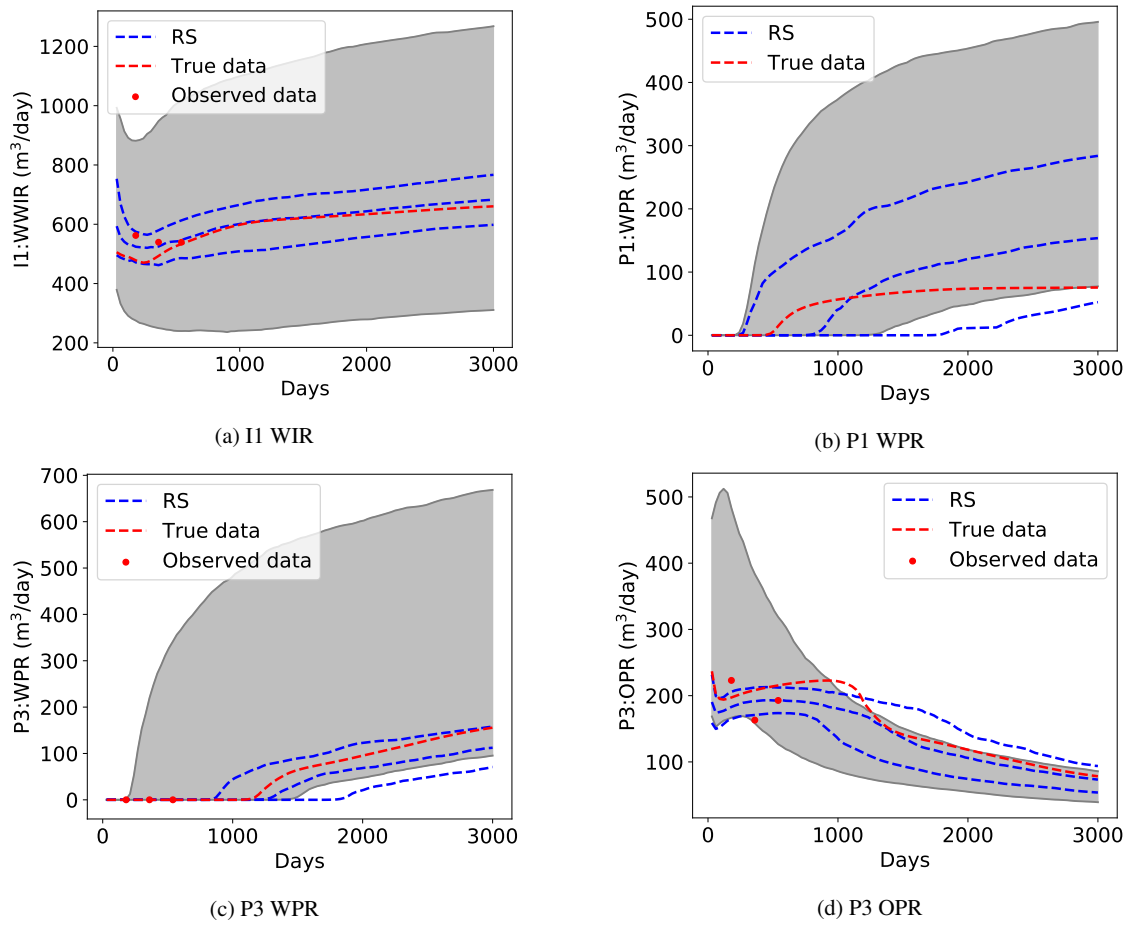 RS
True data
Observed data
1200
1000
800
600
400
200
I1:WWIR (m³/day)
0
1000
2000
3000
Days
(a) I1 WIR
RS
True data
500
400
300
200
100
0
P1:WPR (m³/day)
0
1000
2000
3000
Days
(b) P1 WPR
RS
True data
Observed data
700
600
500
400
300
200
100
0
P3:WPR (m³/day)
0
1000
2000
3000
Days
(c) P3 WPR
RS
True data
Observed data
500
400
300
200
100
P3:OPR (m³/day)
0
1000
2000
3000
Days
(d) P3 OPR